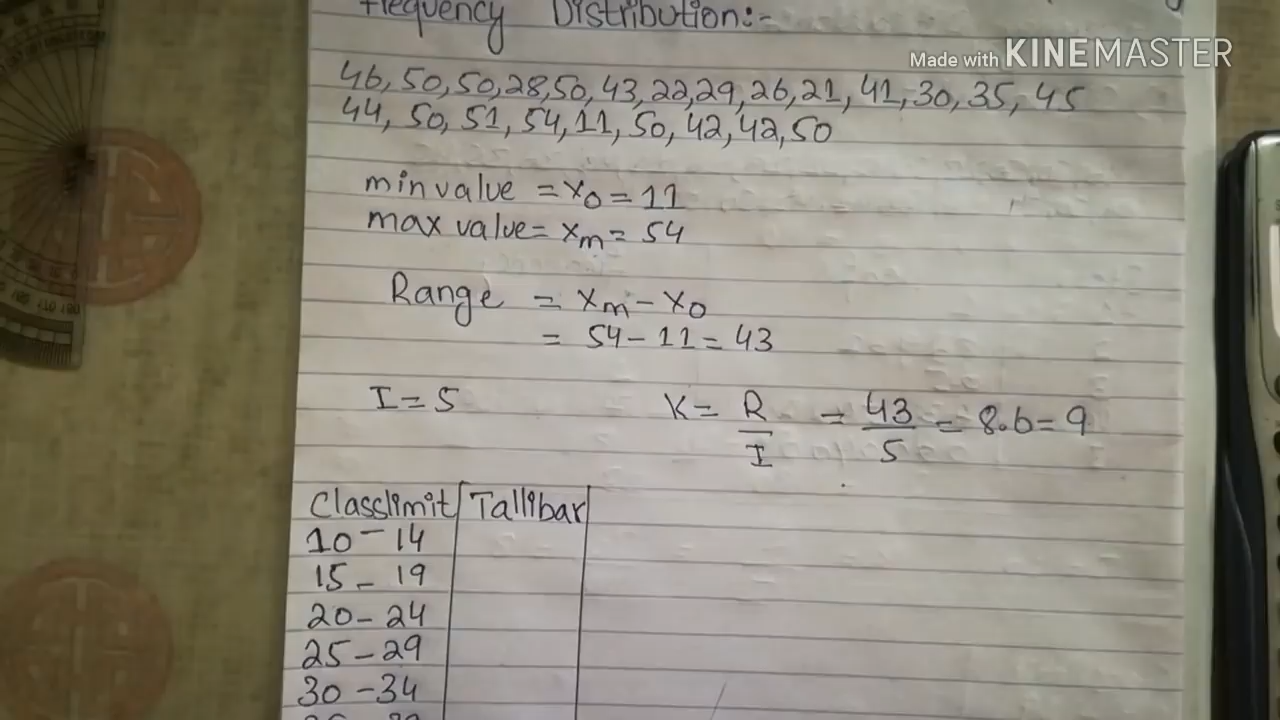 Frequency Distribution:-
Made with KINEMASTER
46, 50, 50, 28, 50, 43, 22, 29, 26, 21, 41, 30, 35, 45
44, 50, 51, 54, 11, 50, 42, 42, 50
min value = x₀ = 11
max value = xₘ = 54
Range = xₘ - x₀
= 54 - 11 = 43
I = 5 K = R/I = 43/5 = 8.6 = 9
Classlimit Tallibar
10 - 14
15 - 19
20 - 24
25 - 29
30 - 34